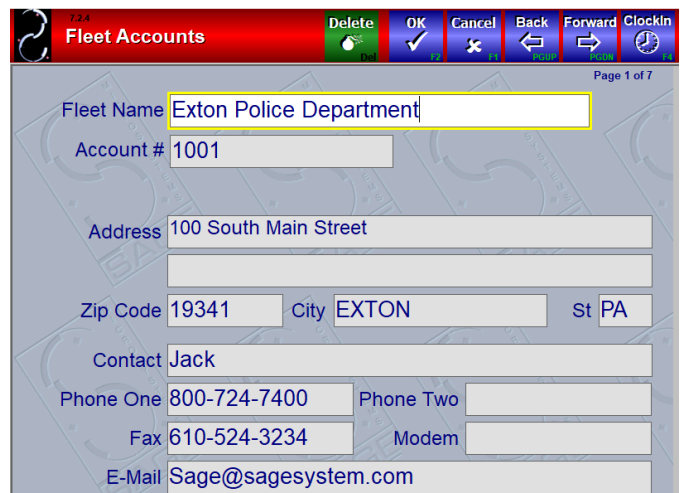 7.2.4
Fleet Accounts
Delete
Del
OK
F2
Cancel
F1
Back
PGUP
Forward
PGDN
ClockIn
F4
Page 1 of 7
Fleet Name Exton Police Department
Account # 1001
Address 100 South Main Street
Zip Code 19341 City EXTON St PA
Contact Jack
Phone One 800-724-7400 Phone Two
Fax 610-524-3234 Modem
E-Mail Sage@sagesystem.com